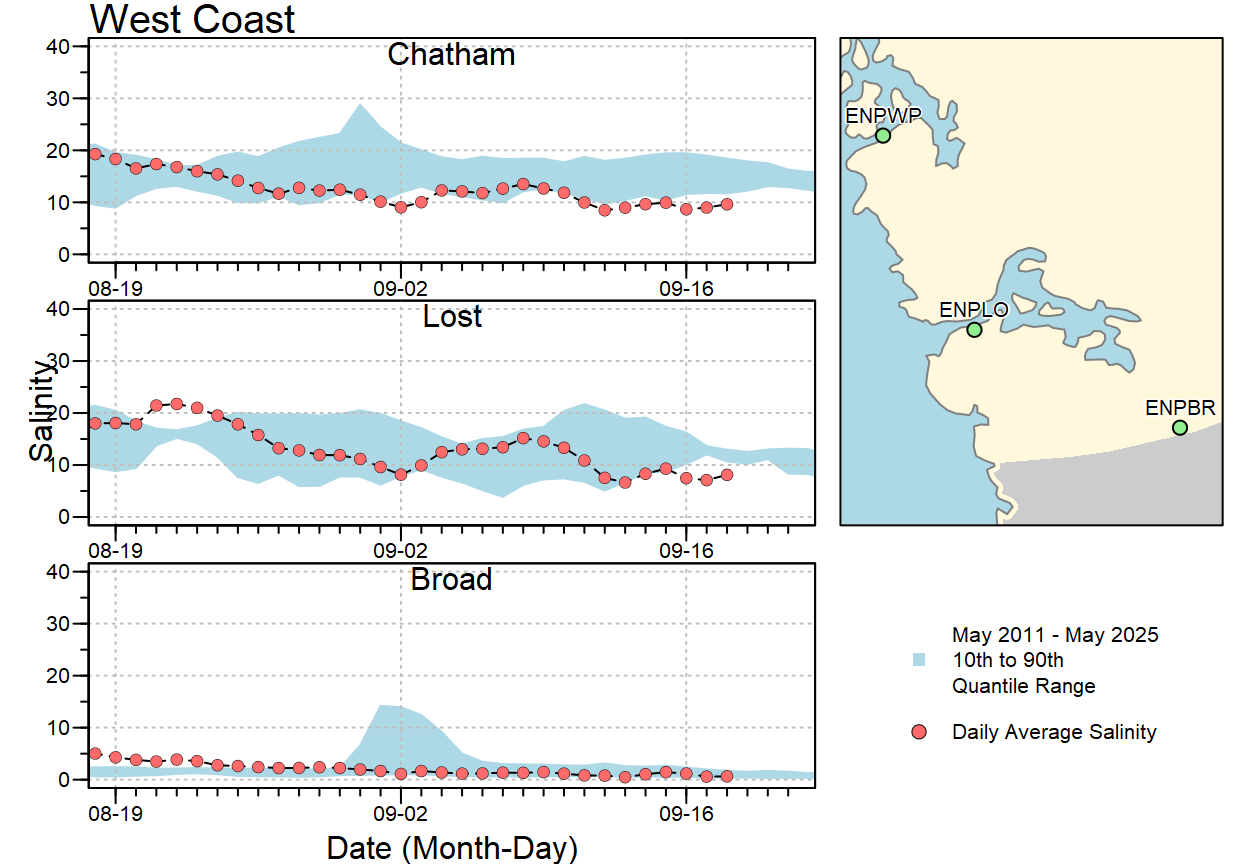 West Coast
Chatham
40
30
20
10
0
08-19 09-02 09-16
Lost
40
30
20
10
0
08-19 09-02 09-16
Broad
40
30
20
10
0
08-19 09-02 09-16
Salinity
Date (Month-Day)
ENPWP
ENPLO
ENPBR
May 2011 - May 2025
10th to 90th
Quantile Range
Daily Average Salinity